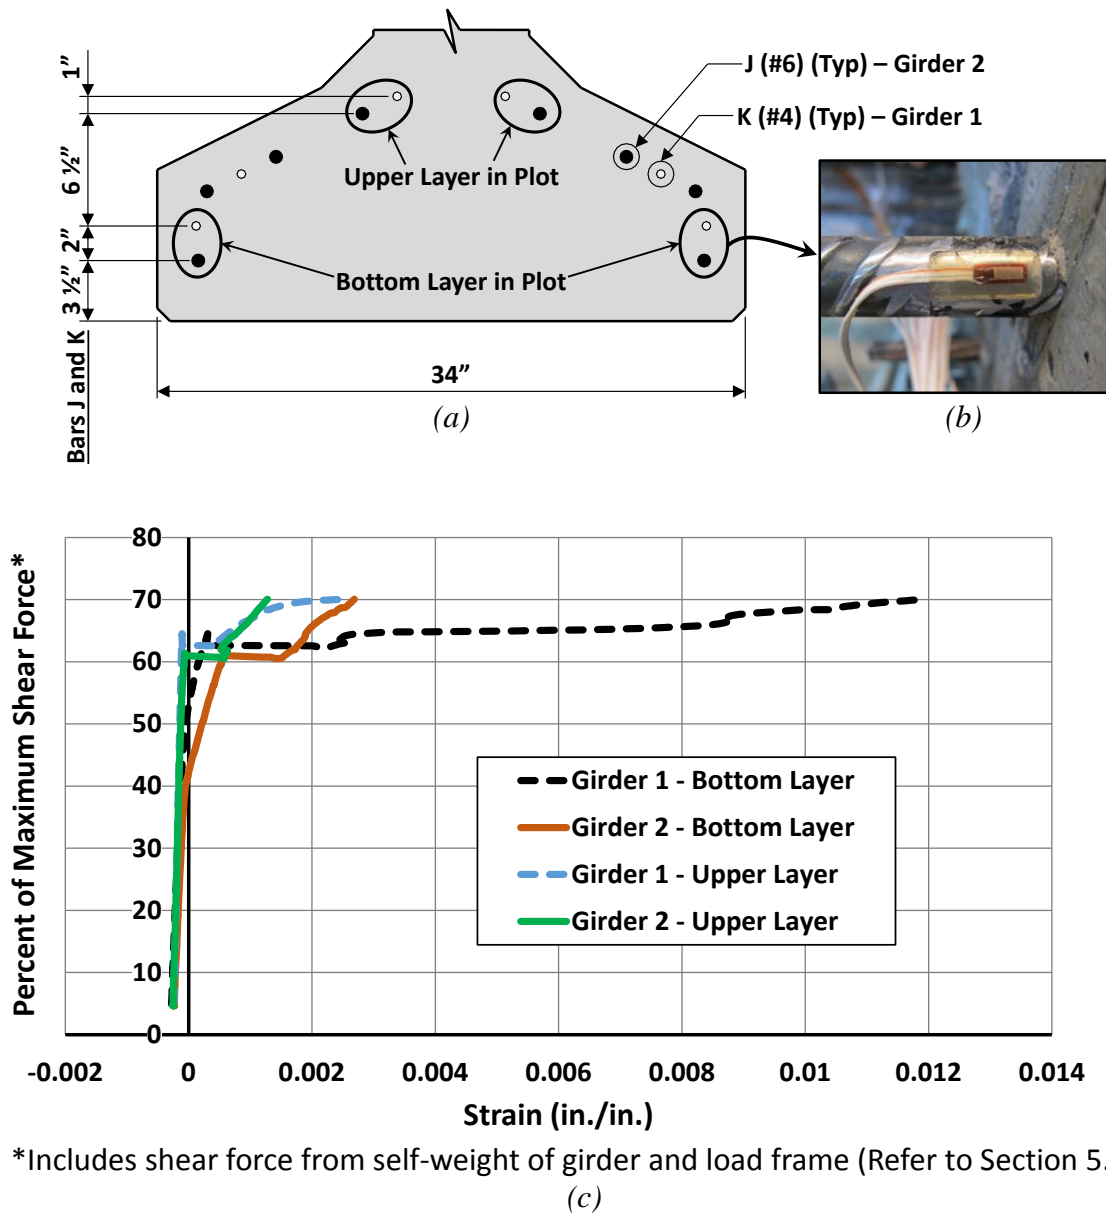 1”
6 ½”
2”
3 ½”
Bars J and K
J (#6) (Typ) – Girder 2
K (#4) (Typ) – Girder 1
Upper Layer in Plot
Bottom Layer in Plot
34”
(a)
(b)
Percent of Maximum Shear Force*
80
70
60
50
40
30
20
10
0
Girder 1 - Bottom Layer
Girder 2 - Bottom Layer
Girder 1 - Upper Layer
Girder 2 - Upper Layer
-0.002 0 0.002 0.004 0.006 0.008 0.01 0.012 0.014
Strain (in./in.)
*Includes shear force from self-weight of girder and load frame (Refer to Section 5.
(c)